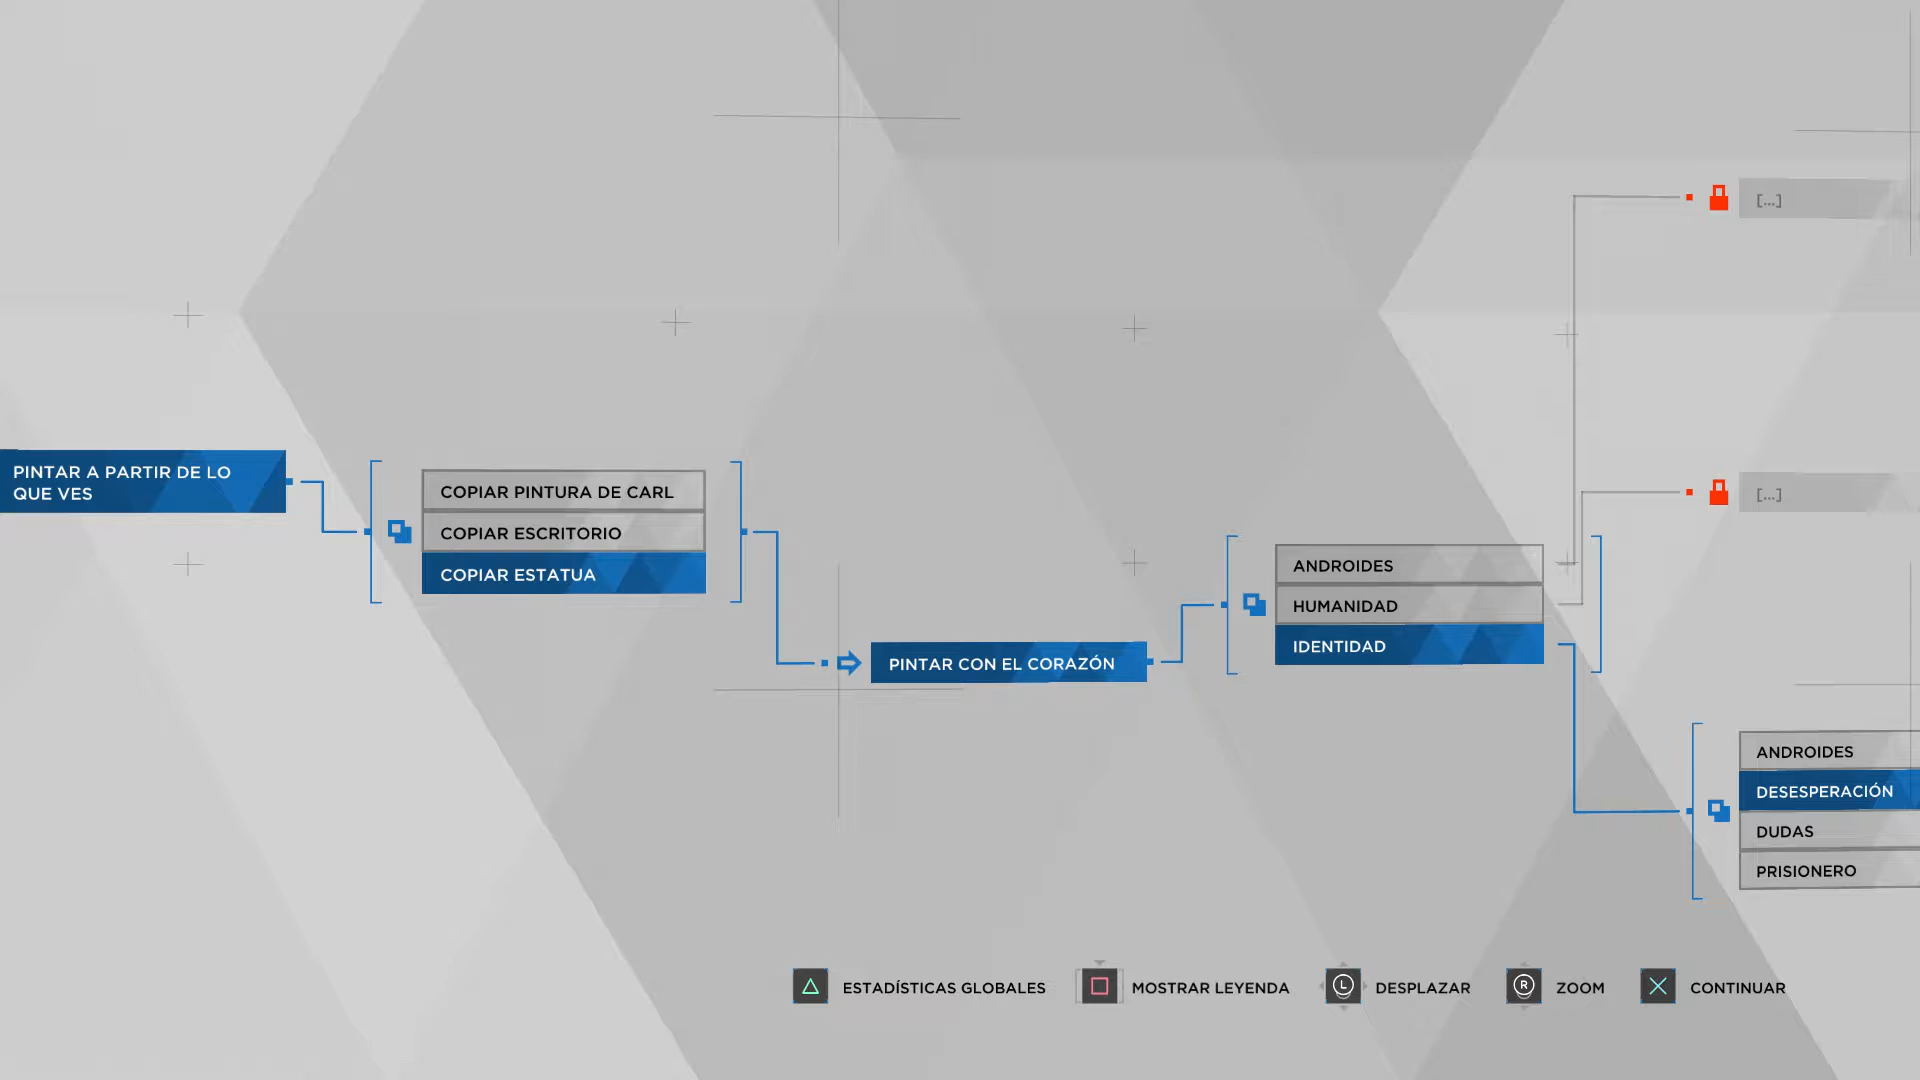 [...]
PINTAR A PARTIR DE LO
QUE VES
COPIAR PINTURA DE CARL
COPIAR ESCRITORIO
COPIAR ESTATUA
[...]
PINTAR CON EL CORAZÓN
ANDROIDES
HUMANIDAD
IDENTIDAD
ANDROIDES
DESESPERACIÓN
DUDAS
PRISIONERO
ESTADÍSTICAS GLOBALES
MOSTRAR LEYENDA
L
DESPLAZAR
R
ZOOM
CONTINUAR